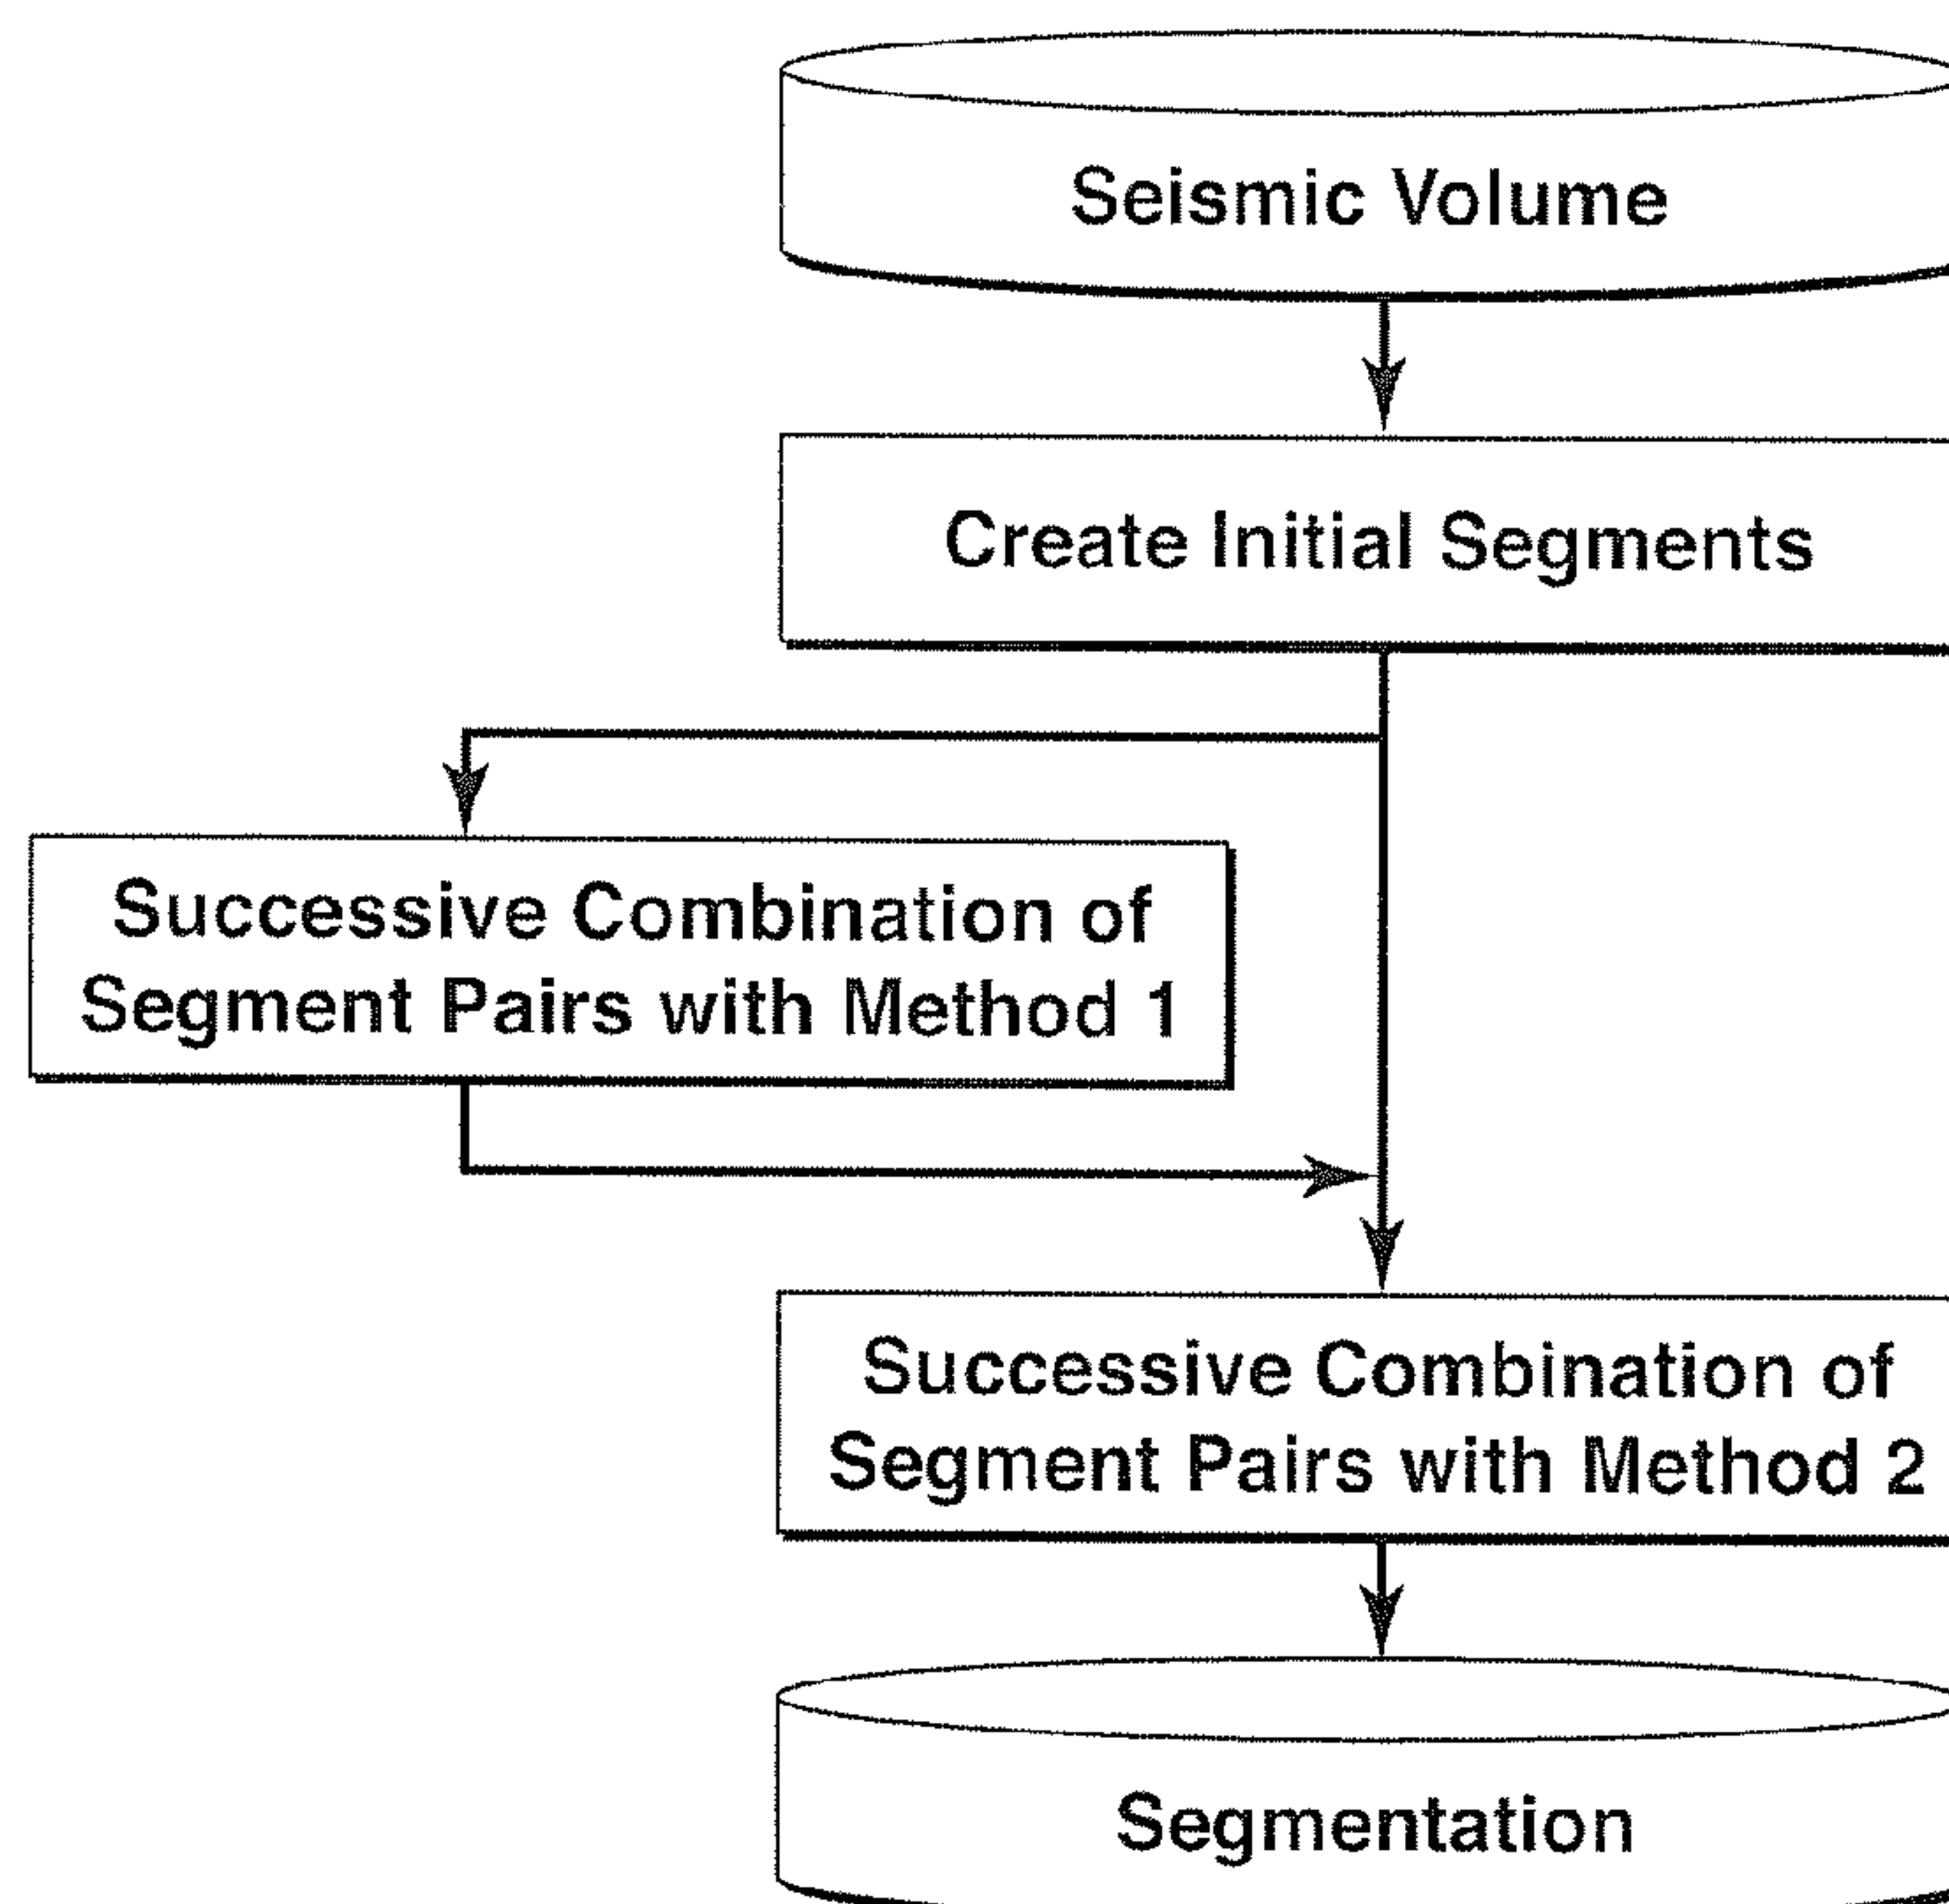 Seismic Volume
Create Initial Segments
Successive Combination of
Segment Pairs with Method 1
Successive Combination of
Segment Pairs with Method 2
Segmentation